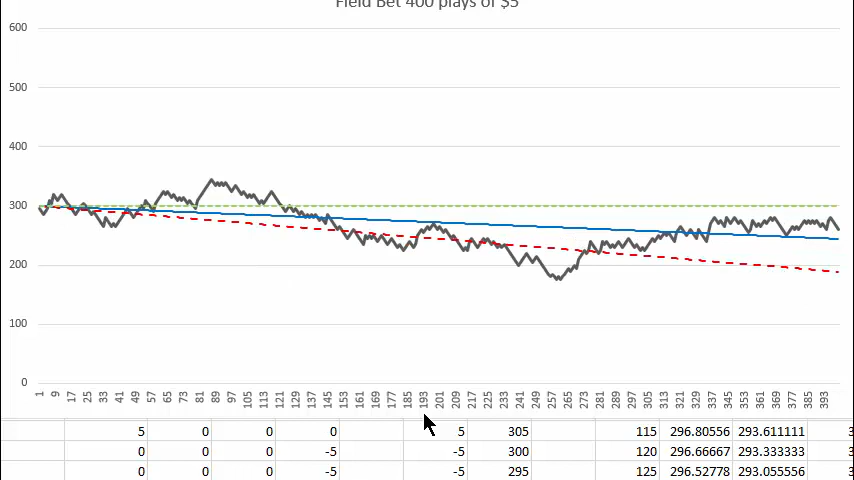 Field Bet 400 plays of $5
600
500
400
300
200
100
0
1 9 17 25 33 41 49 57 65 73 81 89 97 105 113 121 129 137 145 153 161 169 177 185 193 201 209 217 225 233 241 249 257 265 273 281 289 297 305 313 321 329 337 345 353 361 369 377 385 393
5 0 0 0 5 305 115 296.80556 293.611111 3
0 0 0 -5 -5 300 120 296.66667 293.333333
0 0 0 -5 -5 295 125 296.52778 293.055556 3